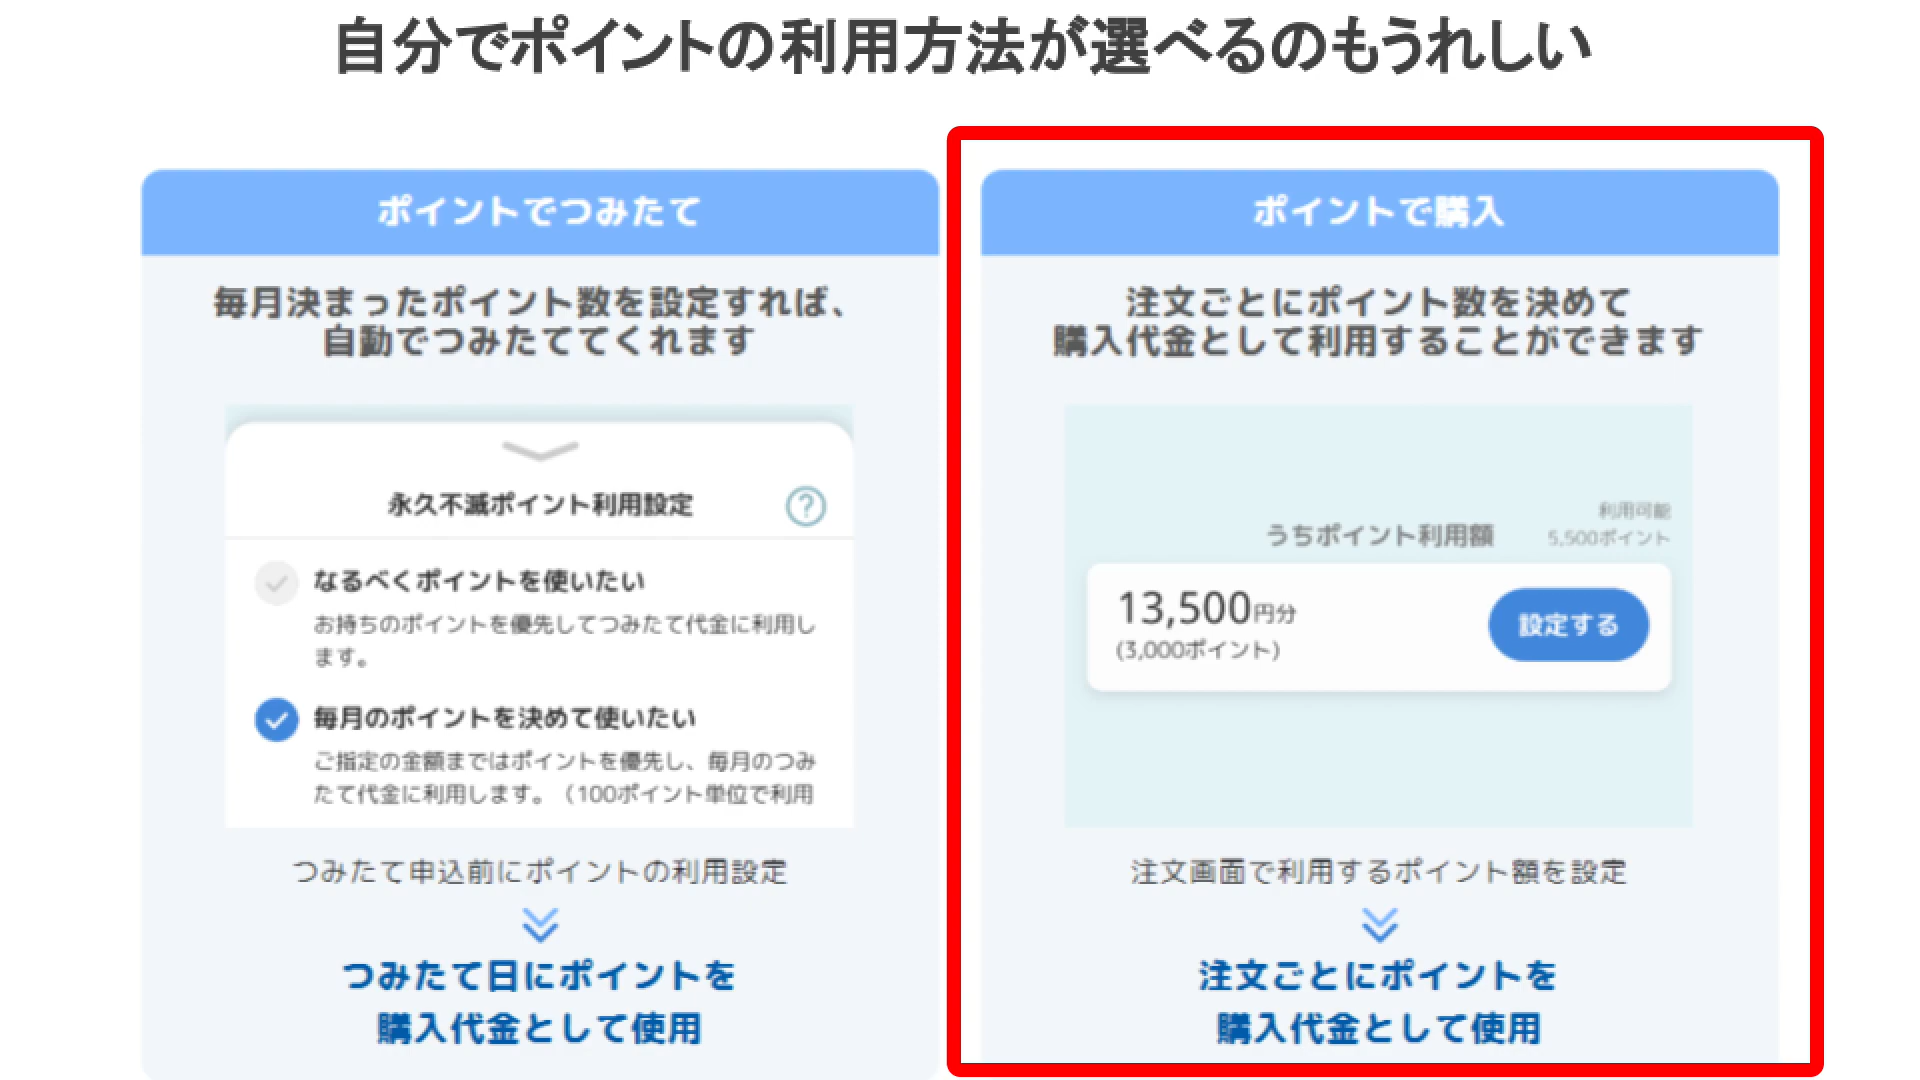 自分でポイントの利用方法が選べるのもうれしい
ポイントでつみたて
毎月決まったポイント数を設定すれば、
自動でつみたててくれます
永久不滅ポイント利用設定
?
なるべくポイントを使いたい
お持ちのポイントを優先してつみたて代金に利用し
ます。
毎月のポイントを決めて使いたい
ご指定の金額まではポイントを優先し、毎月のつみ
たて代金に利用します。（100ポイント単位で利用
つみたて申込前にポイントの利用設定
つみたて日にポイントを
購入代金として使用
ポイントで購入
注文ごとにポイント数を決めて
購入代金として利用することができます
利用可能
うちポイント利用額
5,500ポイント
13,500円分
(3,000ポイント)
設定する
注文画面で利用するポイント額を設定
注文ごとにポイントを
購入代金として使用